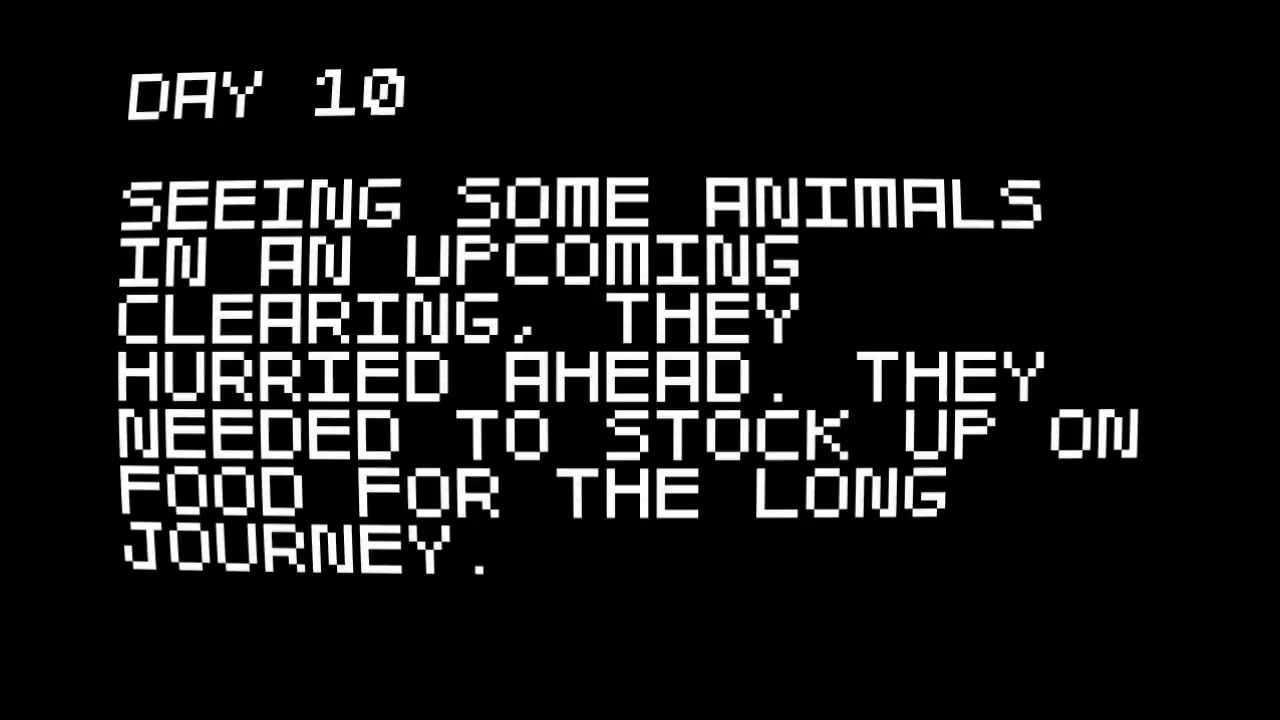 DAY 10
SEEING SOME ANIMALS
IN AN UPCOMING
CLEARING, THEY
HURRIED AHEAD. THEY
NEEDED TO STOCK UP ON
FOOD FOR THE LONG
JOURNEY.